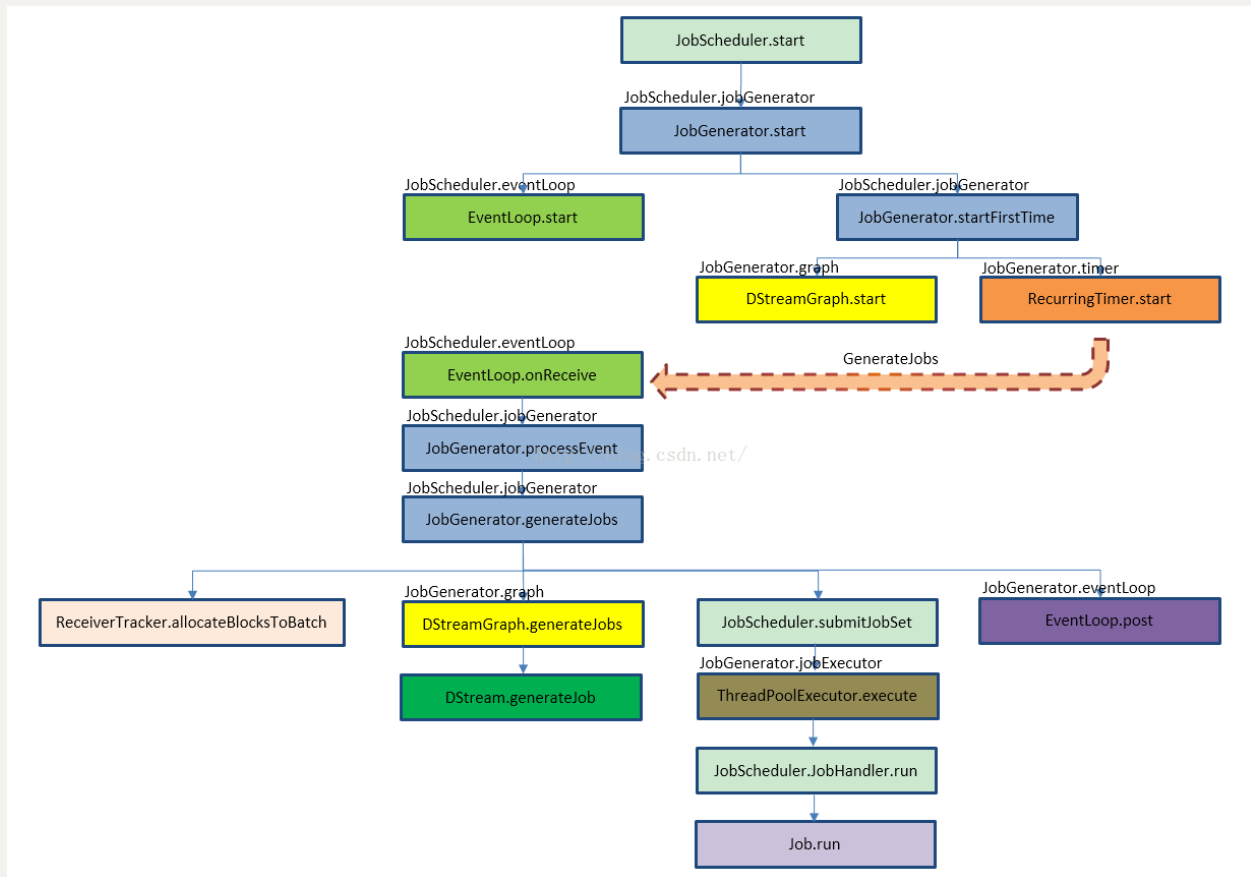 JobScheduler.start
JobScheduler.jobGenerator
JobGenerator.start
JobScheduler.eventLoop
EventLoop.start
JobScheduler.jobGenerator
JobGenerator.startFirstTime
JobGenerator.graph
DStreamGraph.start
JobGenerator.timer
RecurringTimer.start
GenerateJobs
JobScheduler.eventLoop
EventLoop.onReceive
JobScheduler.jobGenerator
JobGenerator.processEvent
csdn.net/
JobScheduler.jobGenerator
JobGenerator.generateJobs
ReceiverTracker.allocateBlocksToBatch
JobGenerator.graph
DStreamGraph.generateJobs
DStream.generateJob
JobScheduler.submitJobSet
JobGenerator.jobExecutor
ThreadPoolExecutor.execute
JobScheduler.JobHandler.run
Job.run
JobGenerator.eventLoop
EventLoop.post